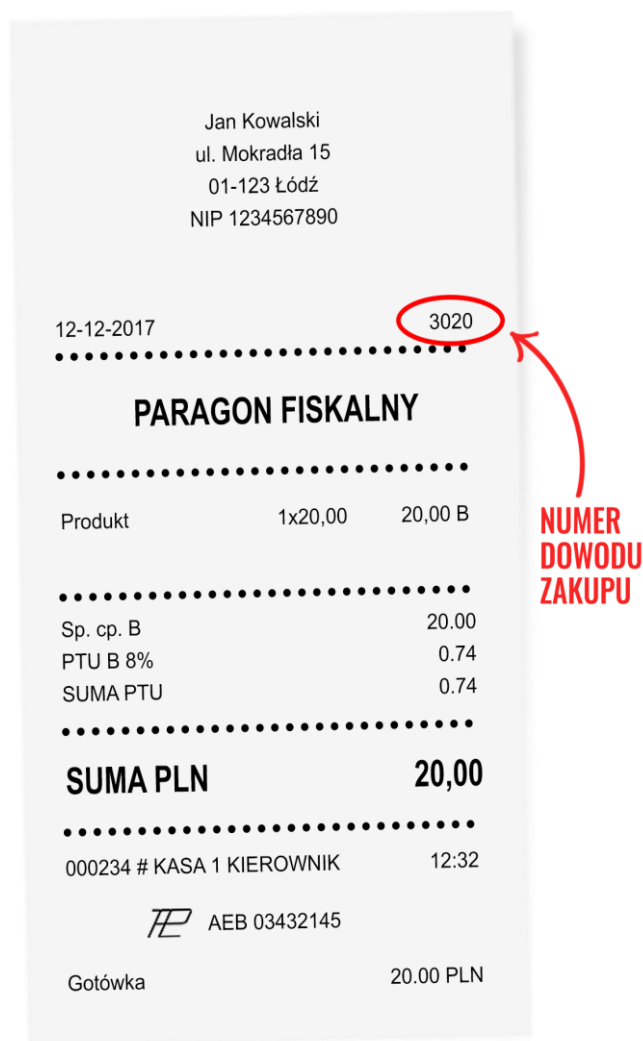 Jan Kowalski
ul. Mokradła 15
01-123 Łódź
NIP 1234567890
12-12-2017 3020
PARAGON FISKALNY
Produkt 1x20,00 20,00 B
NUMER
DOWODU
ZAKUPU
Sp. cp. B 20.00
PTU B 8% 0.74
SUMA PTU 0.74
SUMA PLN 20,00
000234 # KASA 1 KIEROWNIK 12:32
PL AEB 03432145
Gotówka 20.00 PLN